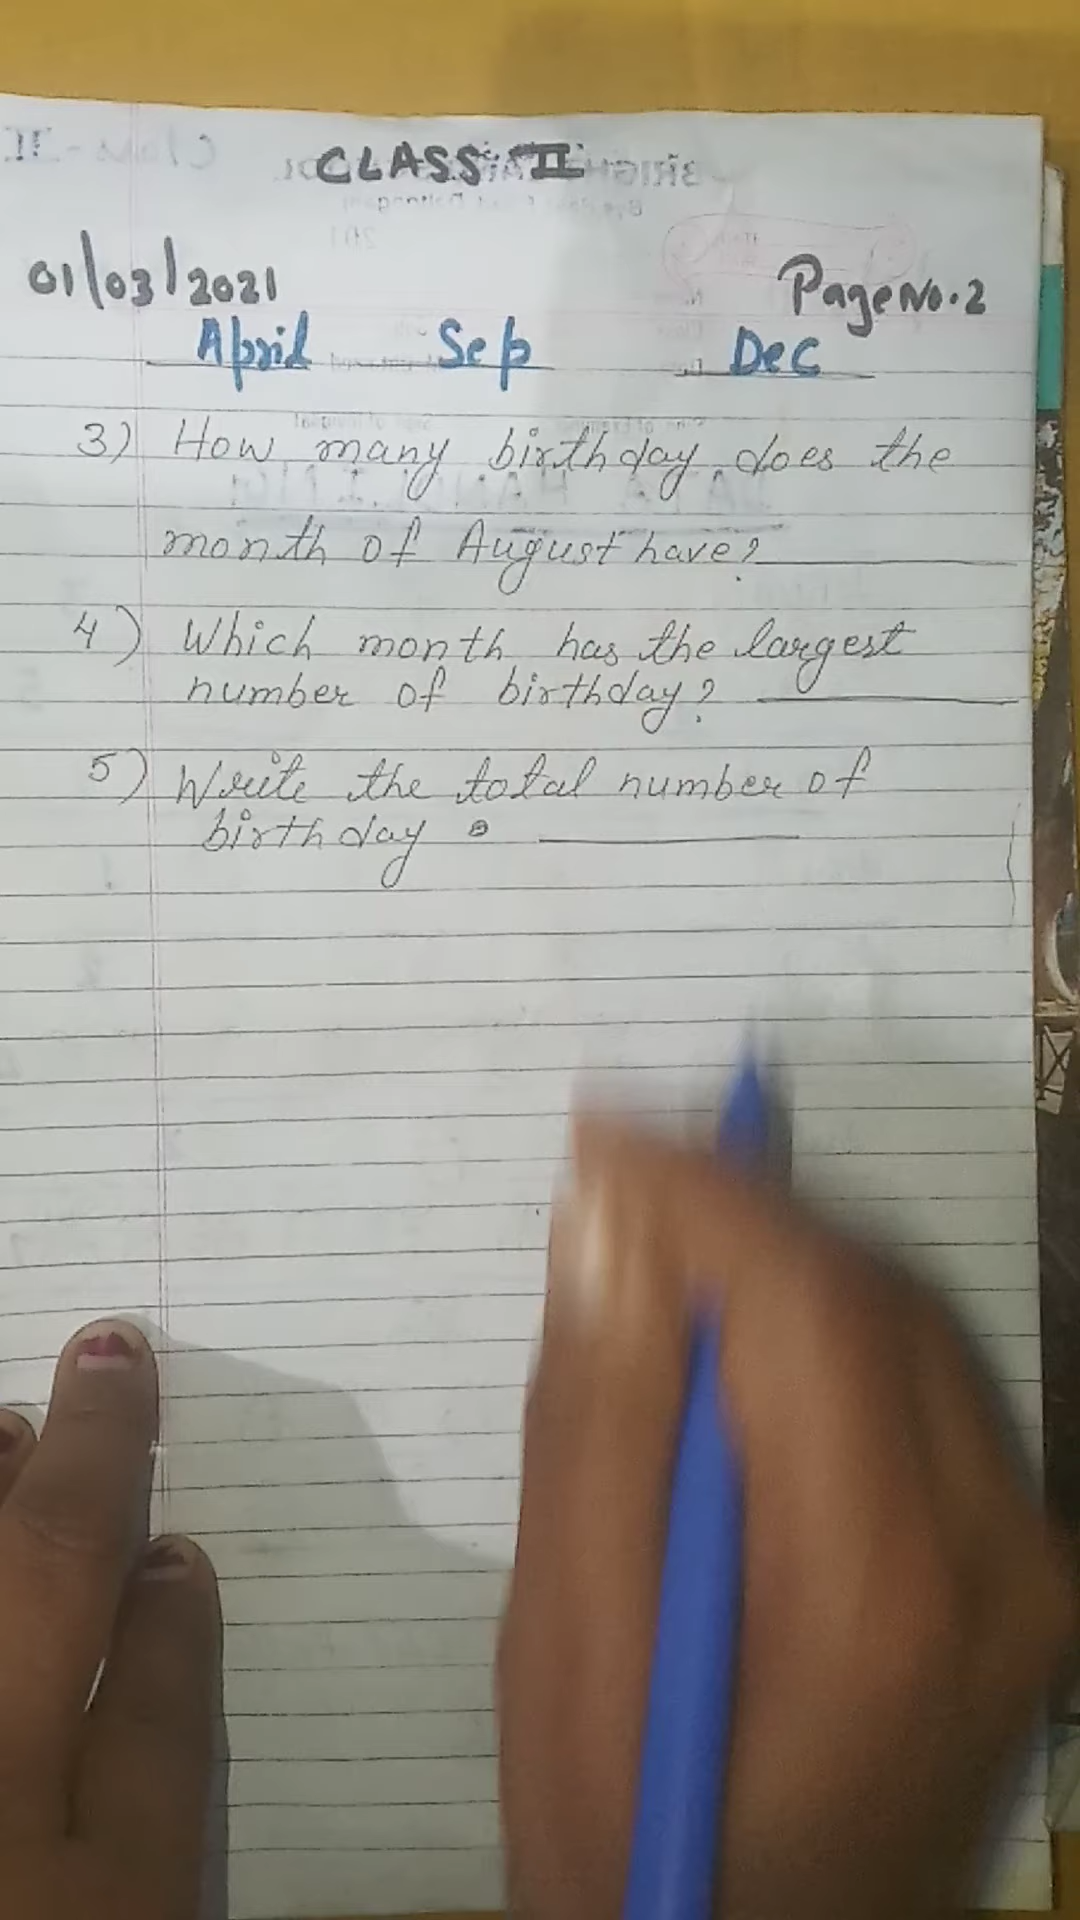 CLASS II
01/03/2021
Page No. 2
April Sep Dec
3) How many birthday does the
month of August have? 
4) Which month has the largest
number of birthday? 
5) Write the total number of
birthday